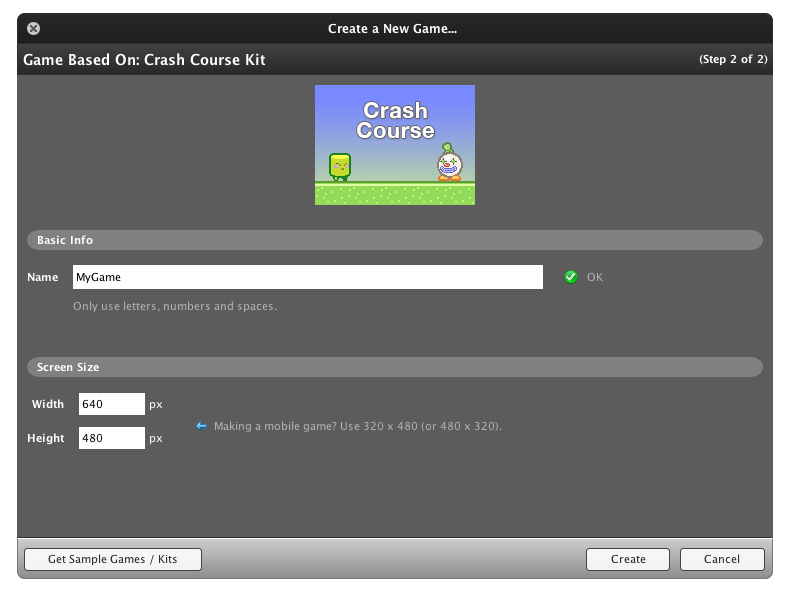 Create a New Game...
Game Based On: Crash Course Kit
(Step 2 of 2)
Crash
Course
Basic Info
Name
MyGame
OK
Only use letters, numbers and spaces.
Screen Size
Width
640
px
Making a mobile game? Use 320 x 480 (or 480 x 320).
Height
480
px
Get Sample Games / Kits
Create
Cancel